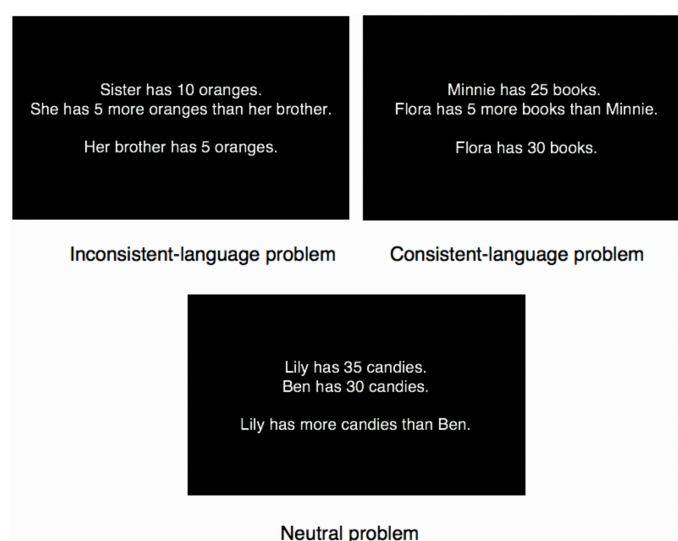 Sister has 10 oranges.
She has 5 more oranges than her brother.
Her brother has 5 oranges.
Inconsistent-language problem
Minnie has 25 books.
Flora has 5 more books than Minnie.
Flora has 30 books.
Consistent-language problem
Lily has 35 candies.
Ben has 30 candies.
Lily has more candies than Ben.
Neutral problem